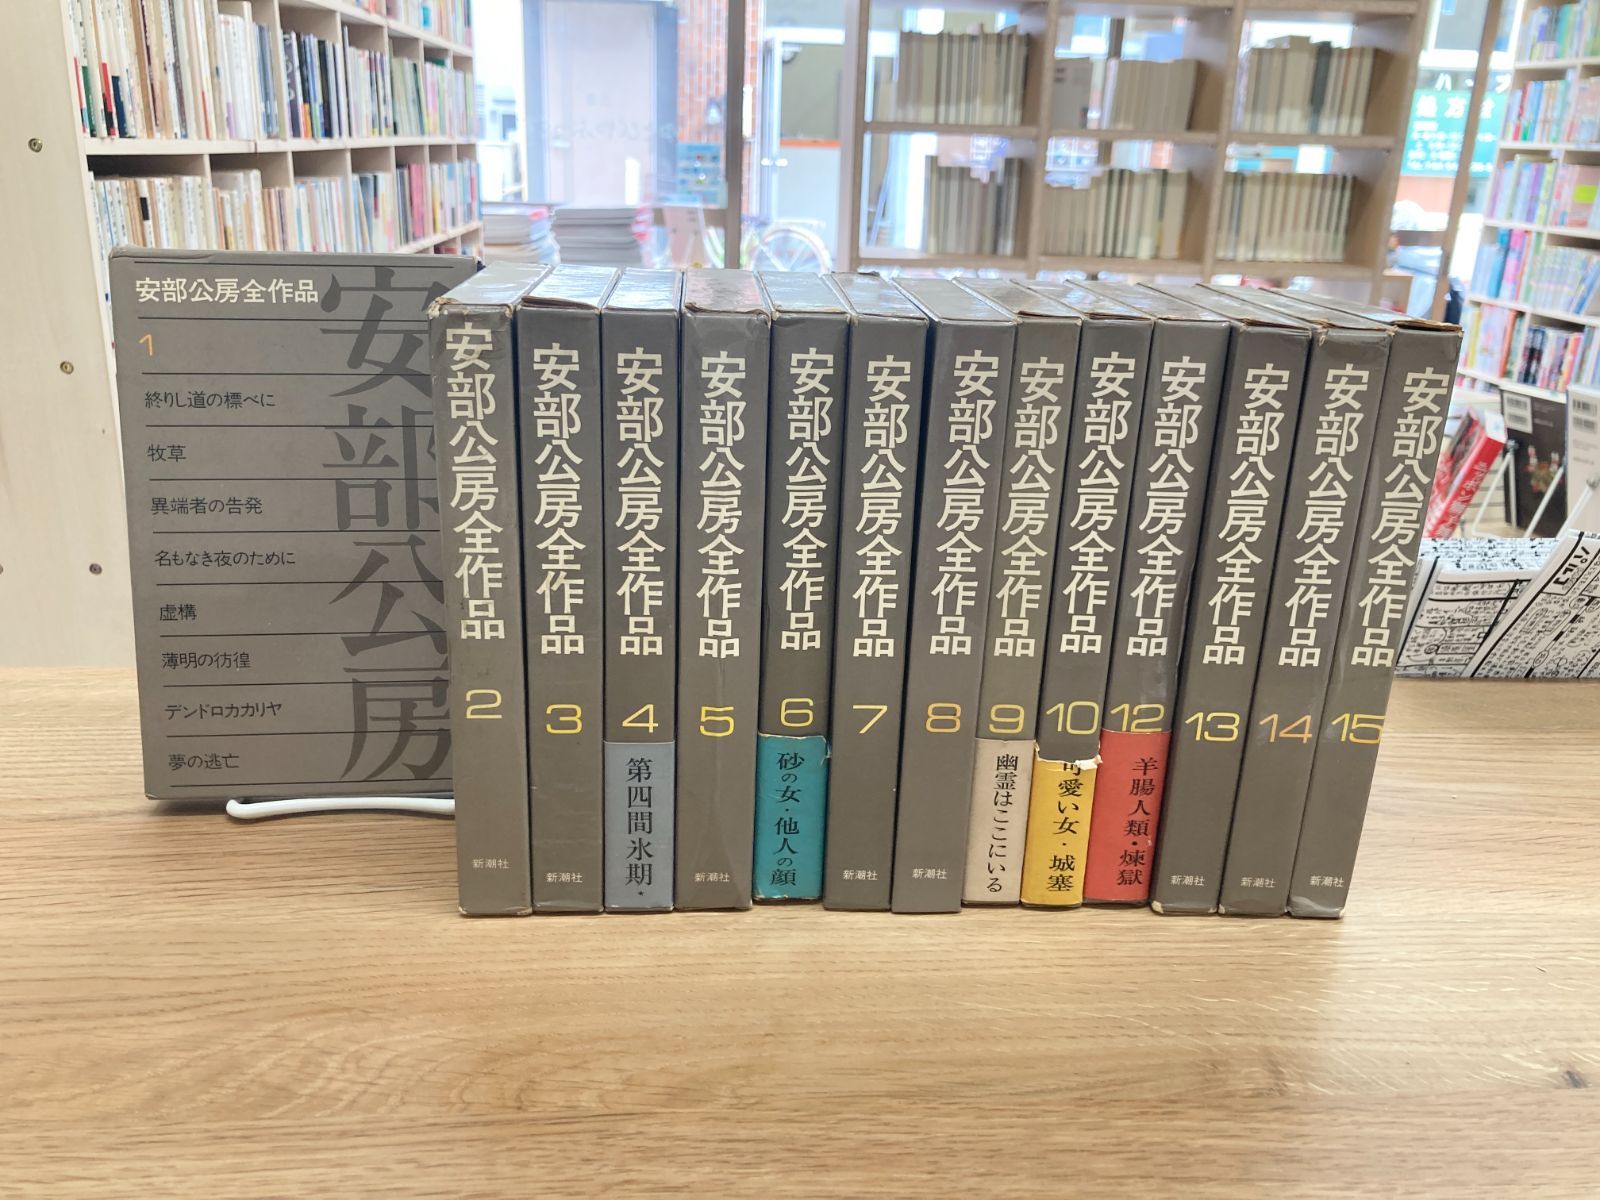 安部公房全作品
1
終りし道の標べに
牧草
異端者の告発
名もなき夜のために
虚構
薄明の彷徨
デンドロカカリヤ
夢の逃亡
安部公房
安部公房全作品
2
新潮社
安部公房全作品
3
新潮社
安部公房全作品
4
第四間氷期・
安部公房全作品
5
新潮社
安部公房全作品
6
砂の女・他人の顔
安部公房全作品
7
新潮社
安部公房全作品
8
新潮社
安部公房全作品
9
幽霊はここにいる
安部公房全作品
10
可愛い女・城塞
安部公房全作品
12
羊腸人類・煉獄
安部公房全作品
13
新潮社
安部公房全作品
14
新潮社
安部公房全作品
15
新潮社